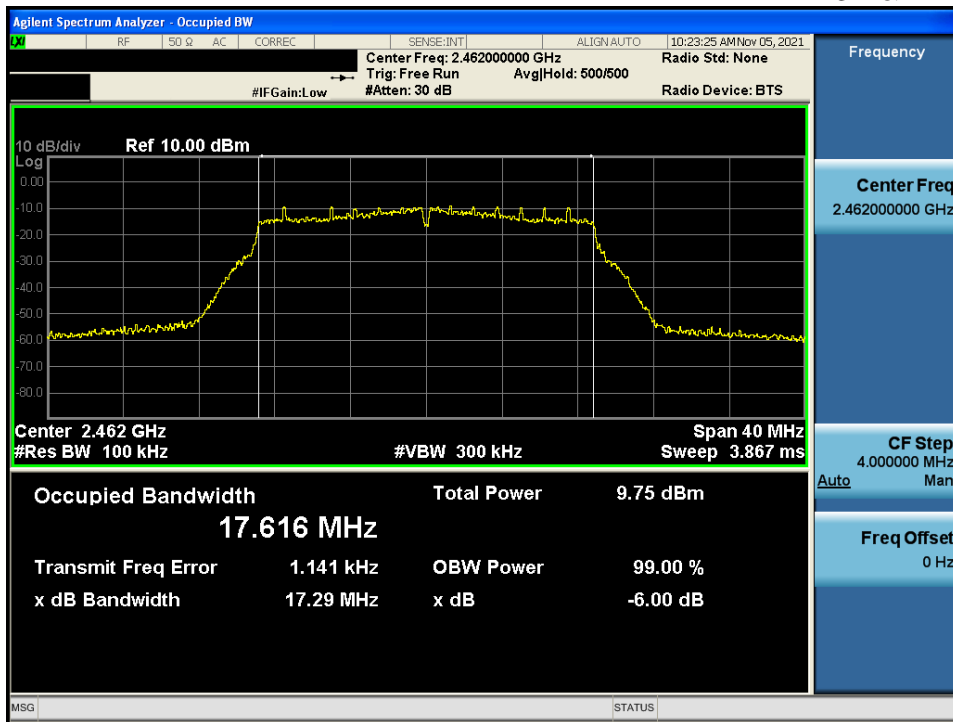 Agilent Spectrum Analyzer - Occupied BW
LXI RF 50 Ω AC CORREC SENSE:INT ALIGN AUTO 10:23:25 AM Nov 05, 2021
Center Freq: 2.462000000 GHz Radio Std: None
Trig: Free Run Avg|Hold: 500/500
#IFGain:Low #Atten: 30 dB Radio Device: BTS
10 dB/div Ref 10.00 dBm
Log
0.00
-10.0
-20.0
-30.0
-40.0
-50.0
-60.0
-70.0
-80.0
Center 2.462 GHz Span 40 MHz
#Res BW 100 kHz #VBW 300 kHz Sweep 3.867 ms
Occupied Bandwidth Total Power 9.75 dBm
17.616 MHz
Transmit Freq Error 1.141 kHz OBW Power 99.00 %
x dB Bandwidth 17.29 MHz x dB -6.00 dB
MSG STATUS
Frequency
Center Freq
2.462000000 GHz
CF Step
4.000000 MHz
Auto Man
Freq Offset
0 Hz